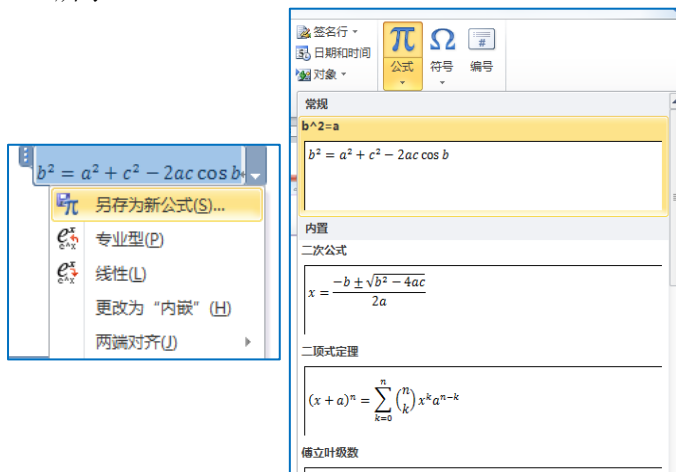 b² = a² + c² − 2ac cos b
另存为新公式(S)...
专业型(P)
线性(L)
更改为“内嵌”(H)
两端对齐(J)
签名行
日期和时间
对象
公式
符号
编号
常规
b^2=a
b² = a² + c² − 2ac cos b
内置
二次公式
x = (−b ± √(b² − 4ac)) / 2a
二项式定理
(x + a)ⁿ = ∑_{k=0}^{n} (n k) xᵏaⁿ⁻ᵏ
傅立叶级数